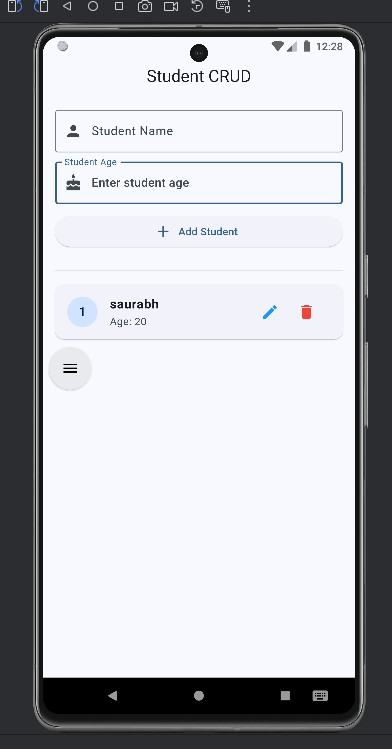 12:28
Student CRUD
Student Name
Student Age
Enter student age
Add Student
1
saurabh
Age: 20